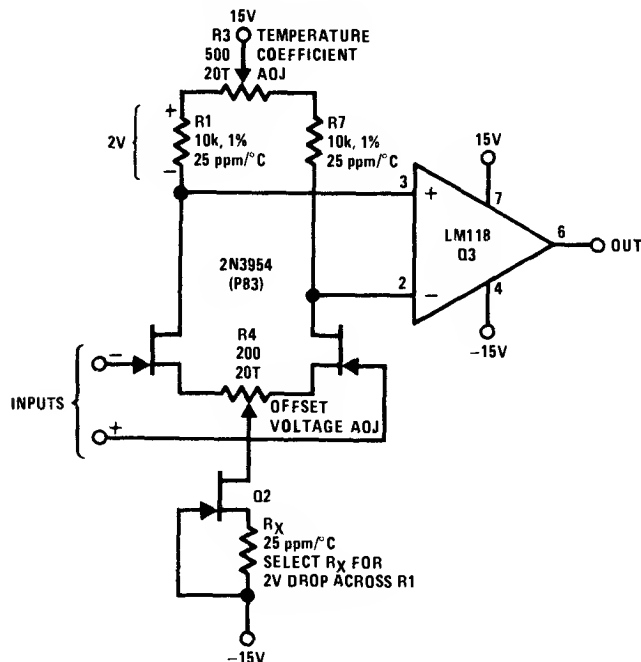 15V
R3 TEMPERATURE
500 COEFFICIENT
20T AOJ
+
2V
R1
10k, 1%
25 ppm/°C
−
R7
10k, 1%
25 ppm/°C
15V
3
+
7
LM118
Q3
6
OUT
2
−
4
−15V
2N3954
(P83)
R4
200
20T
−
INPUTS
+
OFFSET
VOLTAGE AOJ
Q2
RX
25 ppm/°C
SELECT RX FOR
2V DROP ACROSS R1
−15V